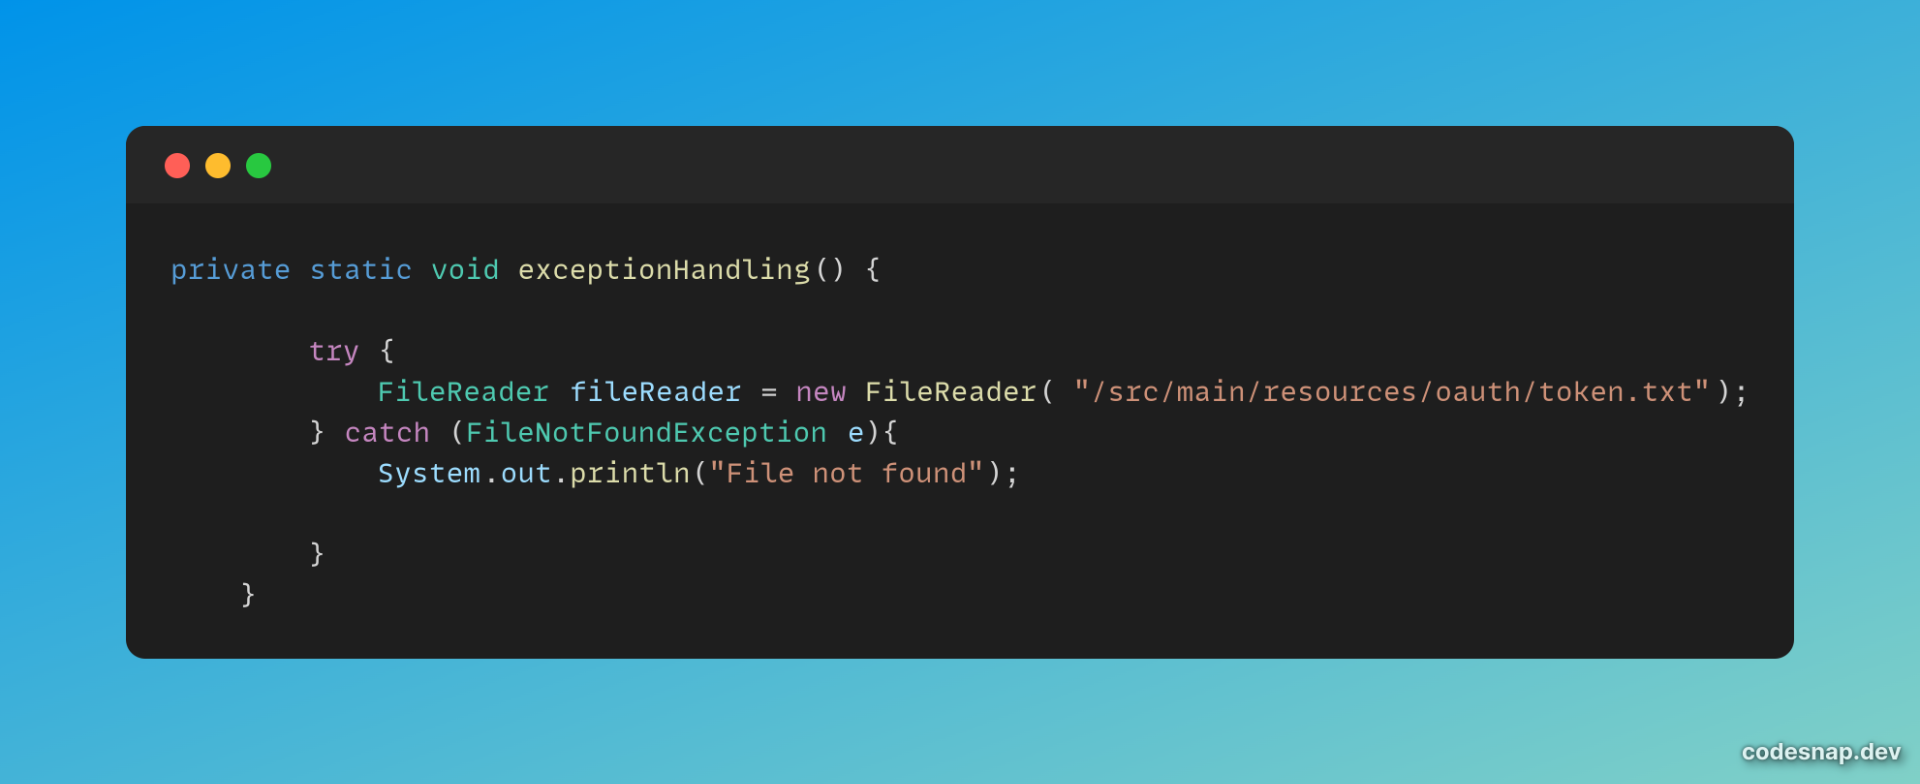 private static void exceptionHandling() {
try {
FileReader fileReader = new FileReader( "/src/main/resources/oauth/token.txt");
} catch (FileNotFoundException e){
System.out.println("File not found");
}
}
codesnap.dev